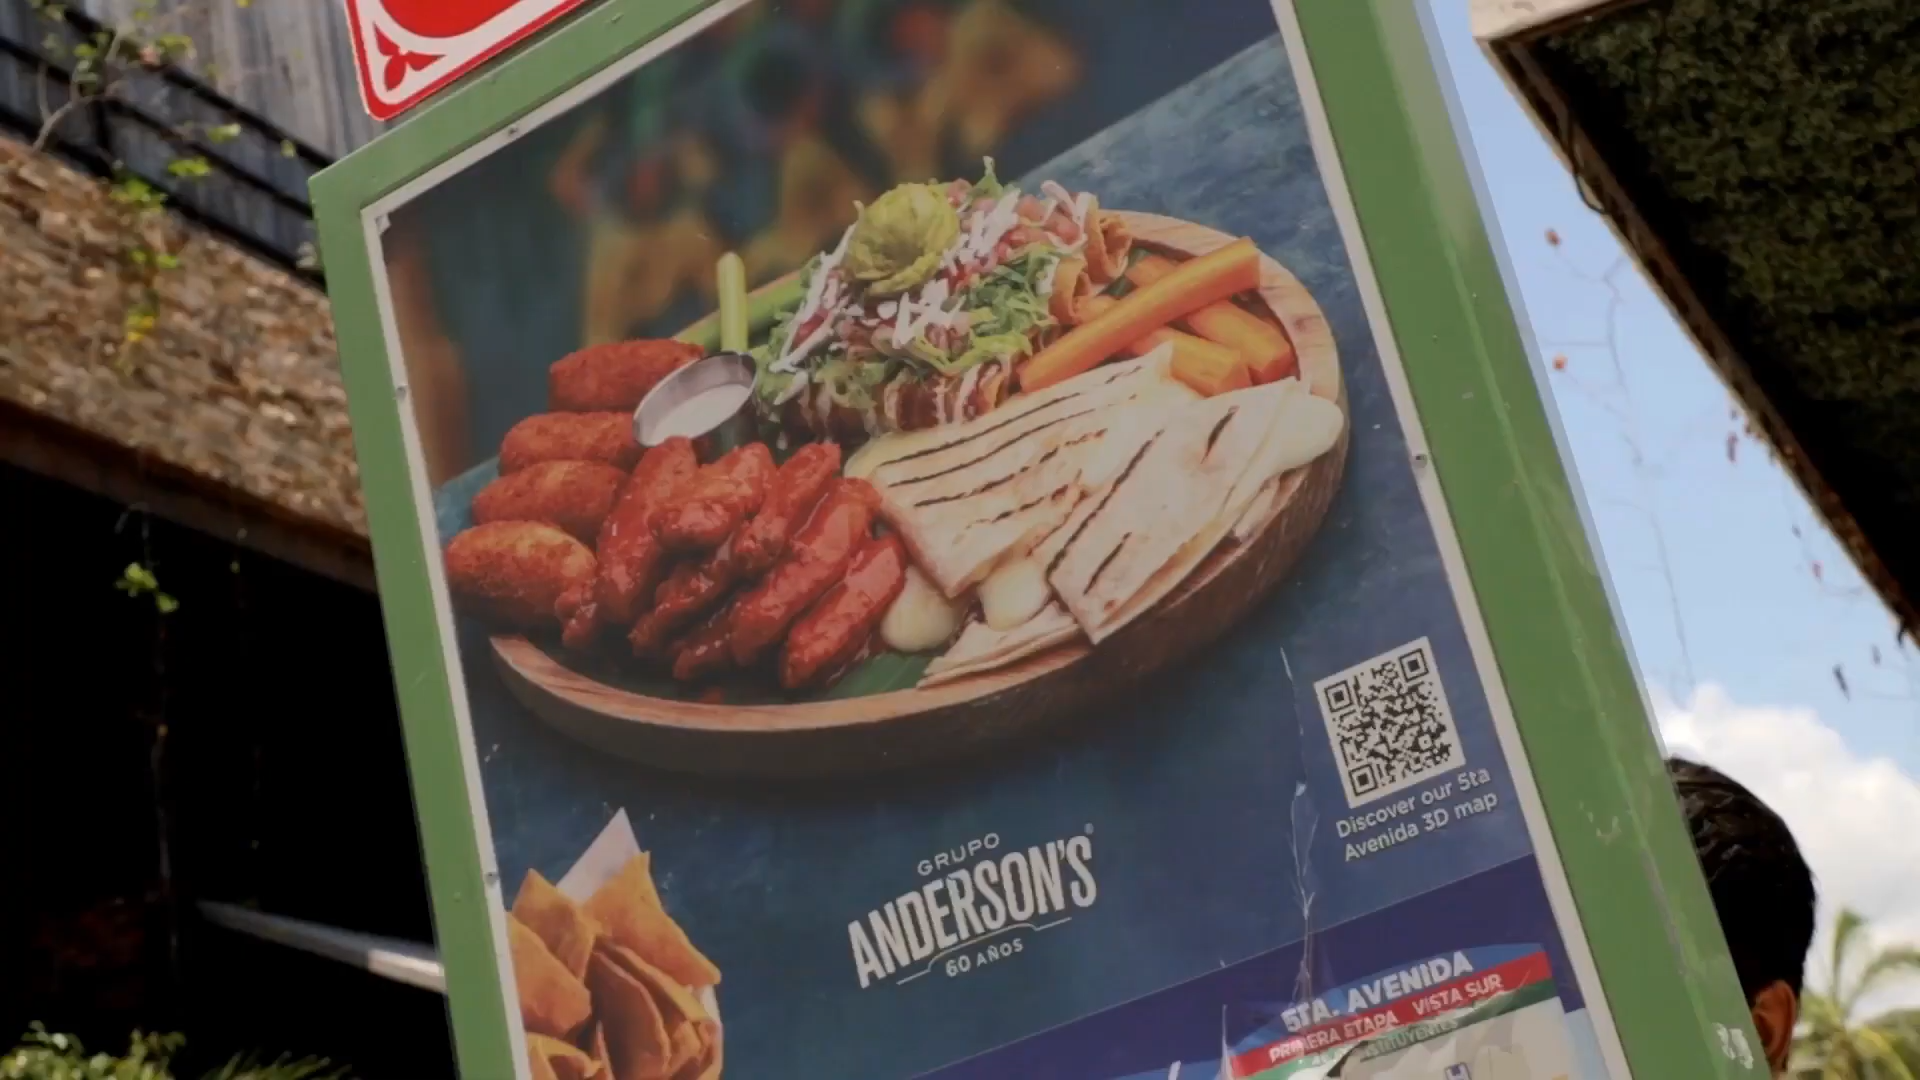 Discover our 5ta
Avenida 3D map
GRUPO
ANDERSON'S®
60 AÑOS
5TA. AVENIDA
PRIMERA ETAPA VISTA SUR